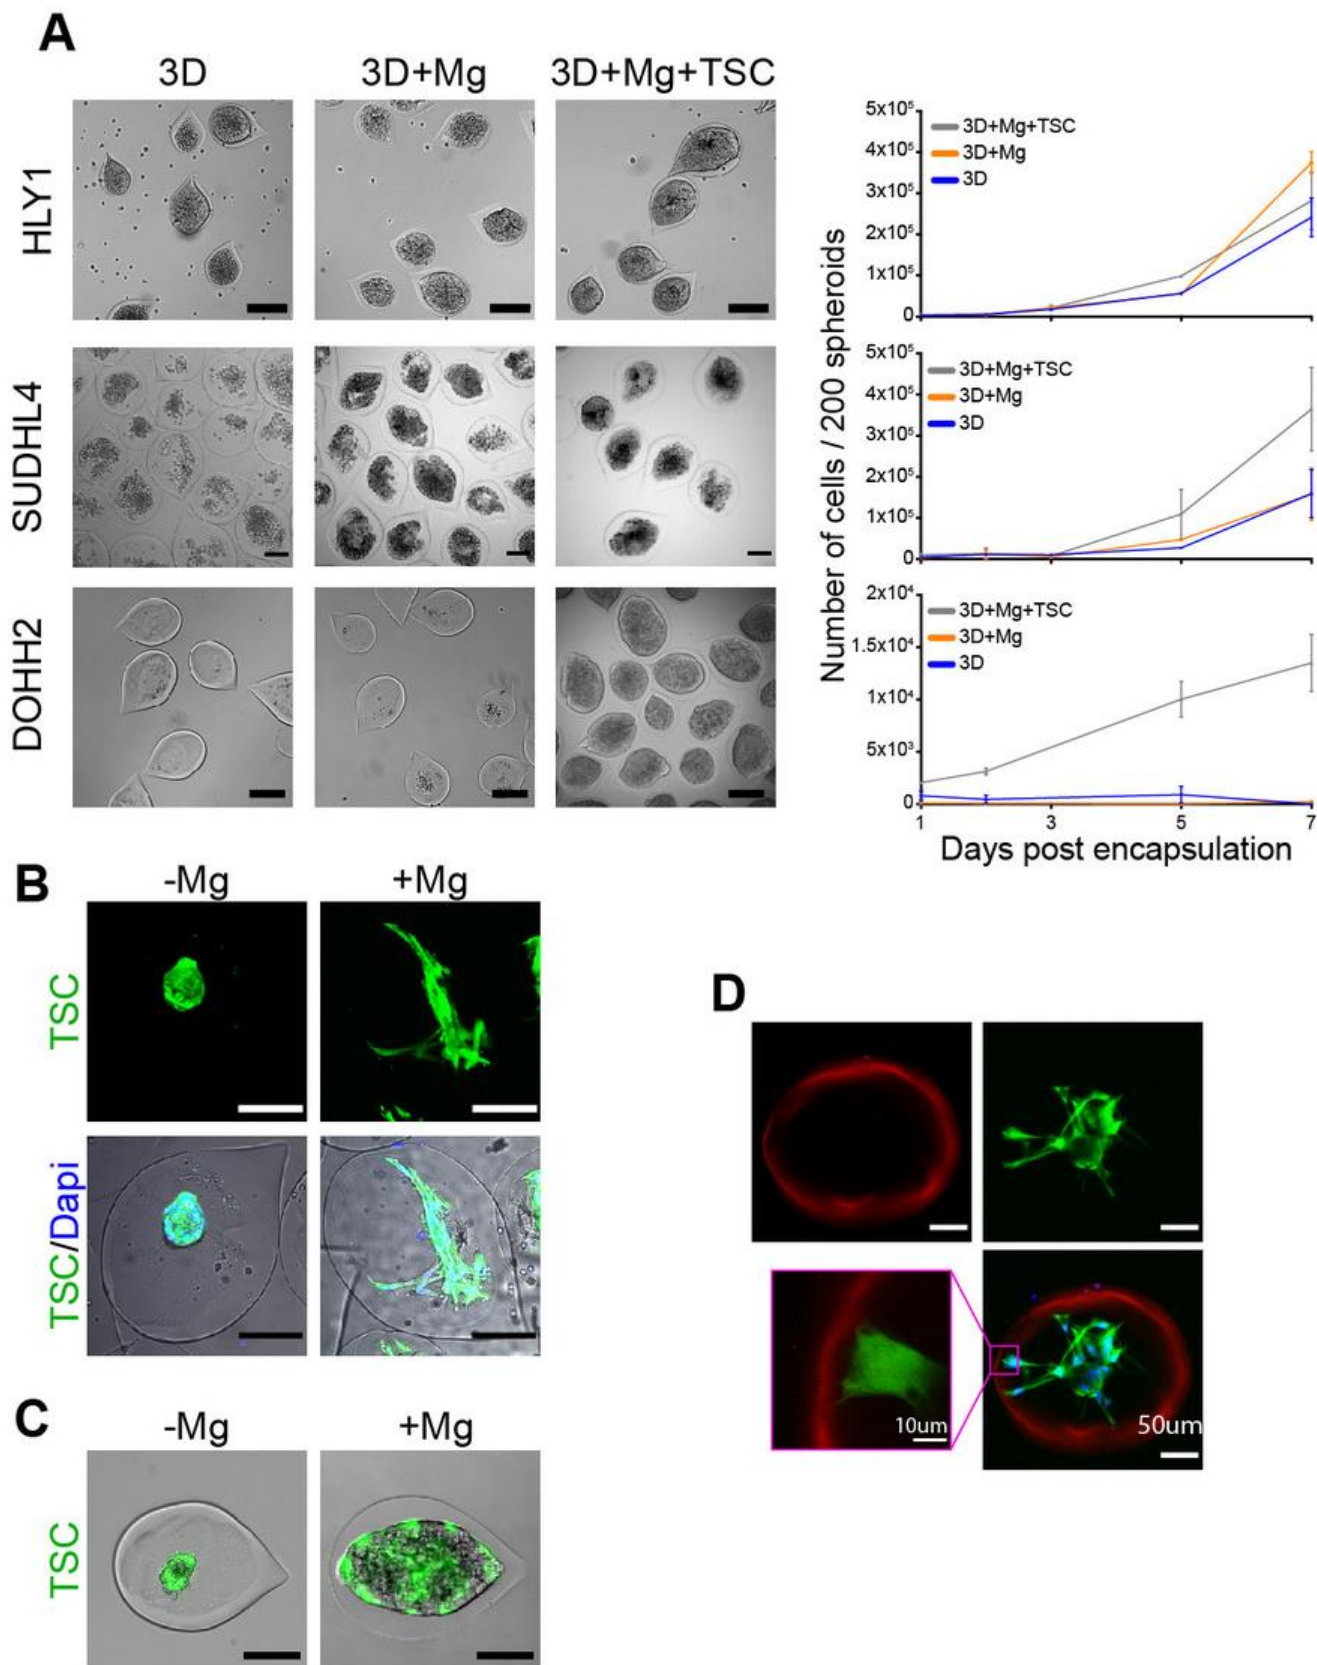 A
3D
3D+Mg
3D+Mg+TSC
HLY1
SUDHL4
DOHH2
Number of cells / 200 spheroids
5x10⁵
4x10⁵
3x10⁵
2x10⁵
1x10⁵
0
3D+Mg+TSC
3D+Mg
3D
5x10⁵
4x10⁵
3x10⁵
2x10⁵
1x10⁵
0
3D+Mg+TSC
3D+Mg
3D
2x10⁴
1.5x10⁴
1x10⁴
5x10³
0
3D+Mg+TSC
3D+Mg
3D
1
3
5
7
Days post encapsulation
B
-Mg
+Mg
TSC
TSC/Dapi
C
-Mg
+Mg
TSC
D
10um
50um